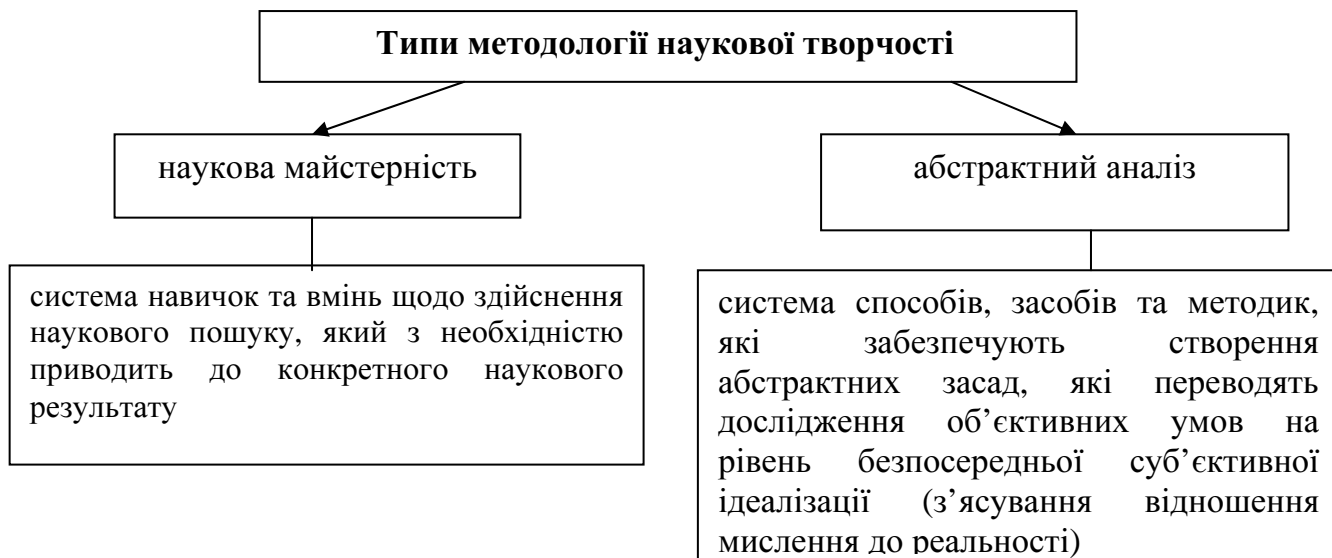 Типи методології наукової творчості
наукова майстерність
абстрактний аналіз
система навичок та вмінь щодо здійснення
наукового пошуку, який з необхідністю
приводить до конкретного наукового
результату
система способів, засобів та методик,
які забезпечують створення
абстрактних засад, які переводять
дослідження об’єктивних умов на
рівень безпосередньої суб’єктивної
ідеалізації (з’ясування відношення
мислення до реальності)